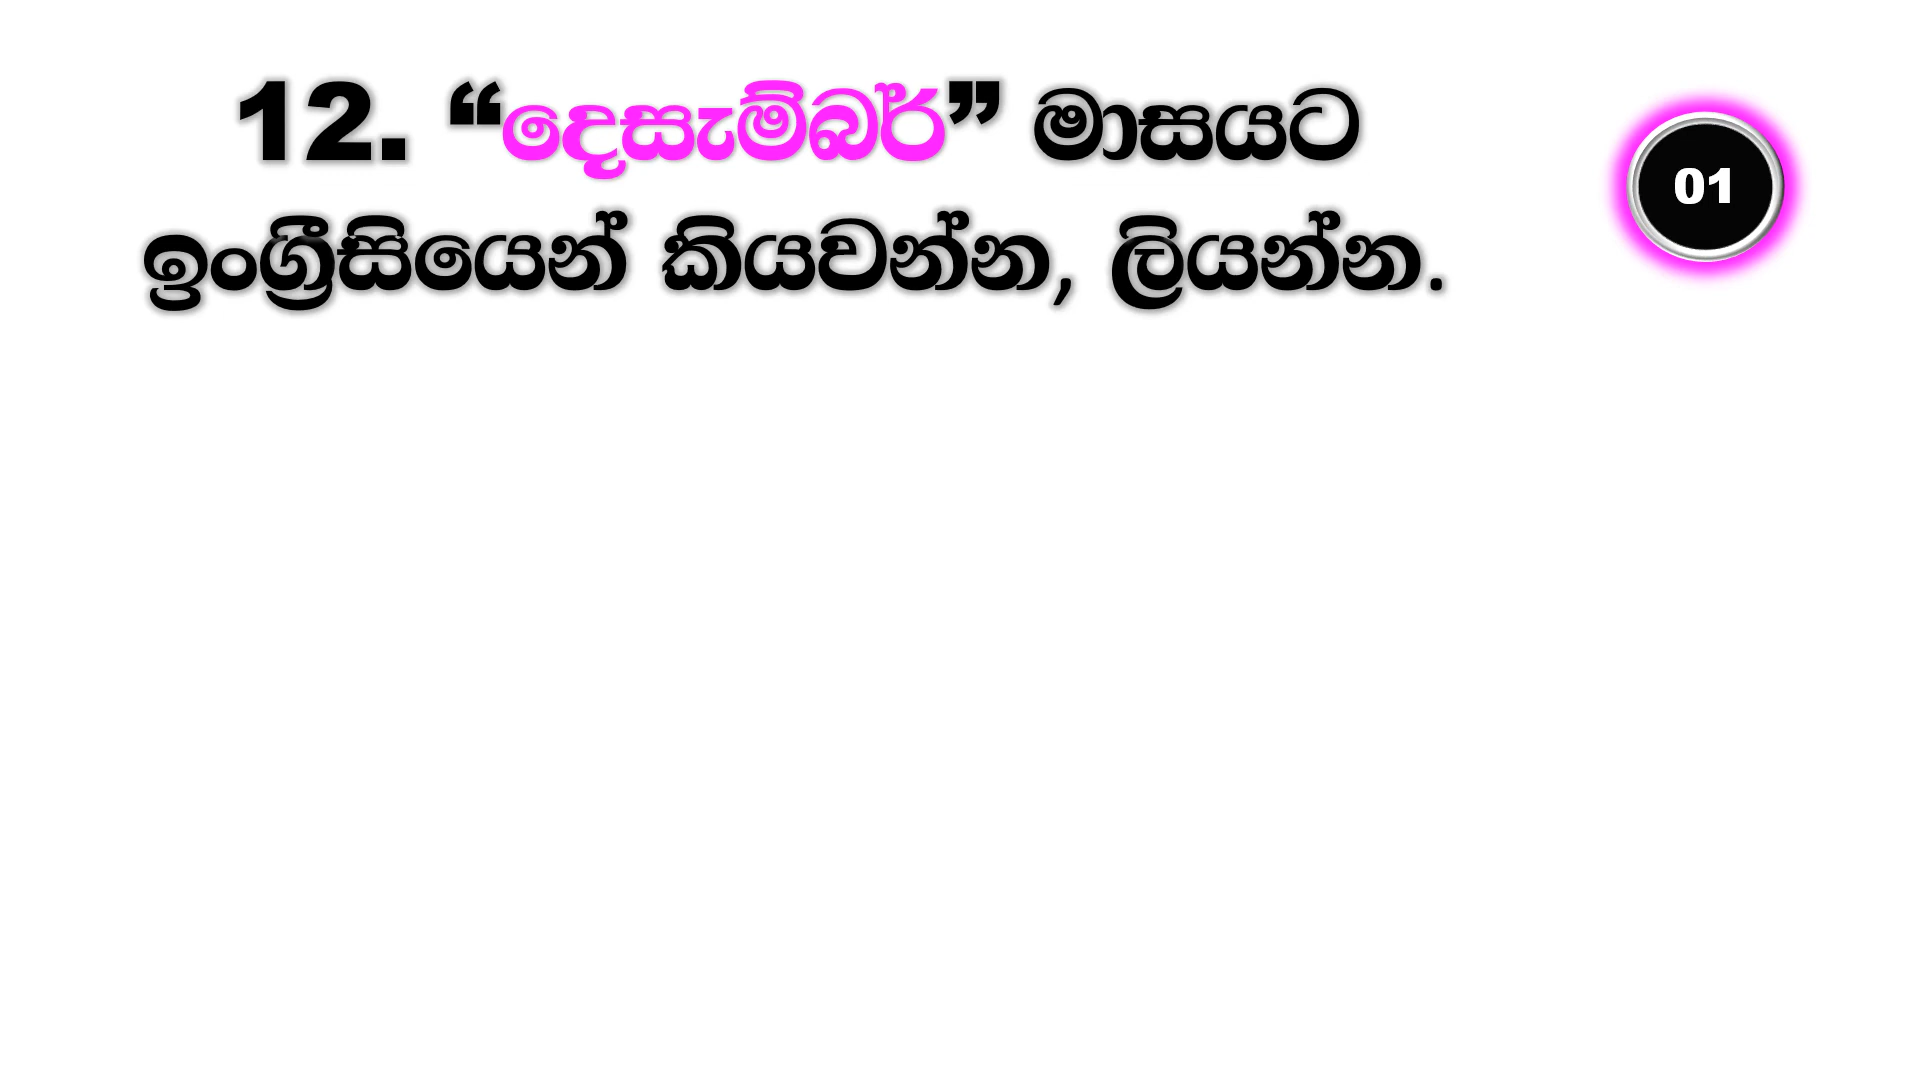 12. “දෙසැම්බර්” මාසයට
ඉංග්‍රීසියෙන් කියවන්න, ලියන්න.
01